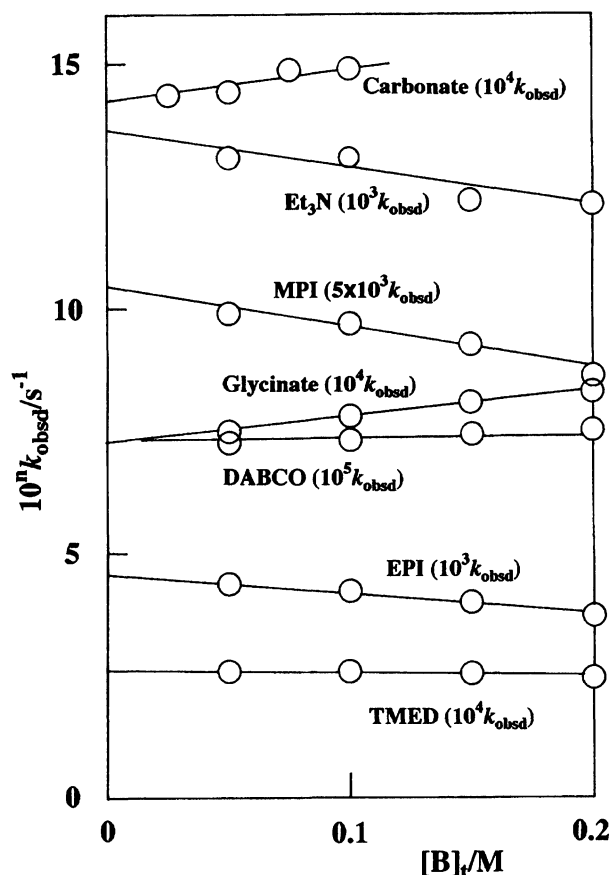 15
Carbonate (10⁴k_obsd)
Et₃N (10³k_obsd)
MPI (5x10³k_obsd)
10
Glycinate (10⁴k_obsd)
DABCO (10⁵k_obsd)
5
EPI (10³k_obsd)
TMED (10⁴k_obsd)
0
0 0.1 0.2
[B]ₜ/M
10ⁿk_obsd/s⁻¹